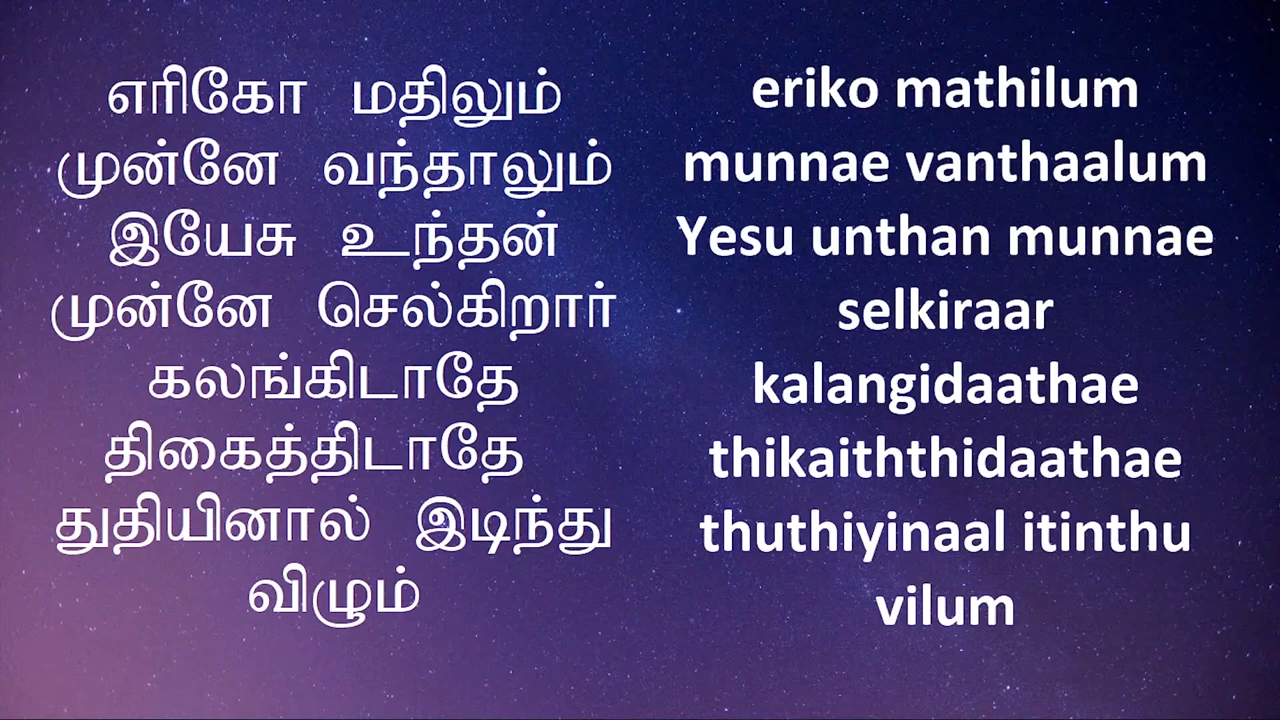 எரிகோ மதிலும்
முன்னே வந்தாலும்
இயேசு உந்தன்
முன்னே செல்கிறார்
கலங்கிடாதே
திகைத்திடாதே
துதியினால் இடிந்து
விழும்
eriko mathilum
munnae vanthaalum
Yesu unthan munnae
selkiraar
kalangidaathae
thikaiththidaathae
thuthiyinaal itinthu
vilum